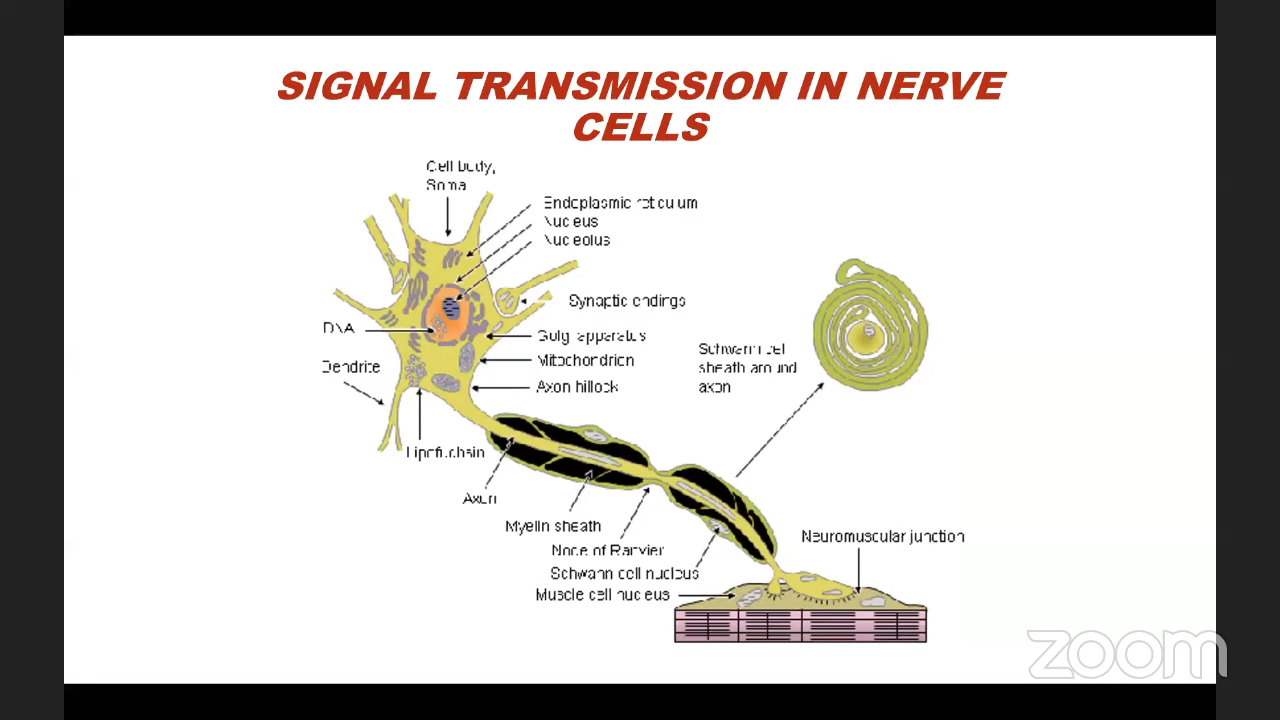 SIGNAL TRANSMISSION IN NERVE
CELLS
Cell body,
Soma
Endoplasmic reticulum
Nucleus
Nucleolus
Synaptic endings
DNA
Golgi apparatus
Mitochondrion
Dendrite
Axon hillock
Schwann cell
sheath around
axon
Lipofuchsin
Axon
Myelin sheath
Node of Ranvier
Schwann cell nucleus
Muscle cell nucleus
Neuromuscular junction
zoom